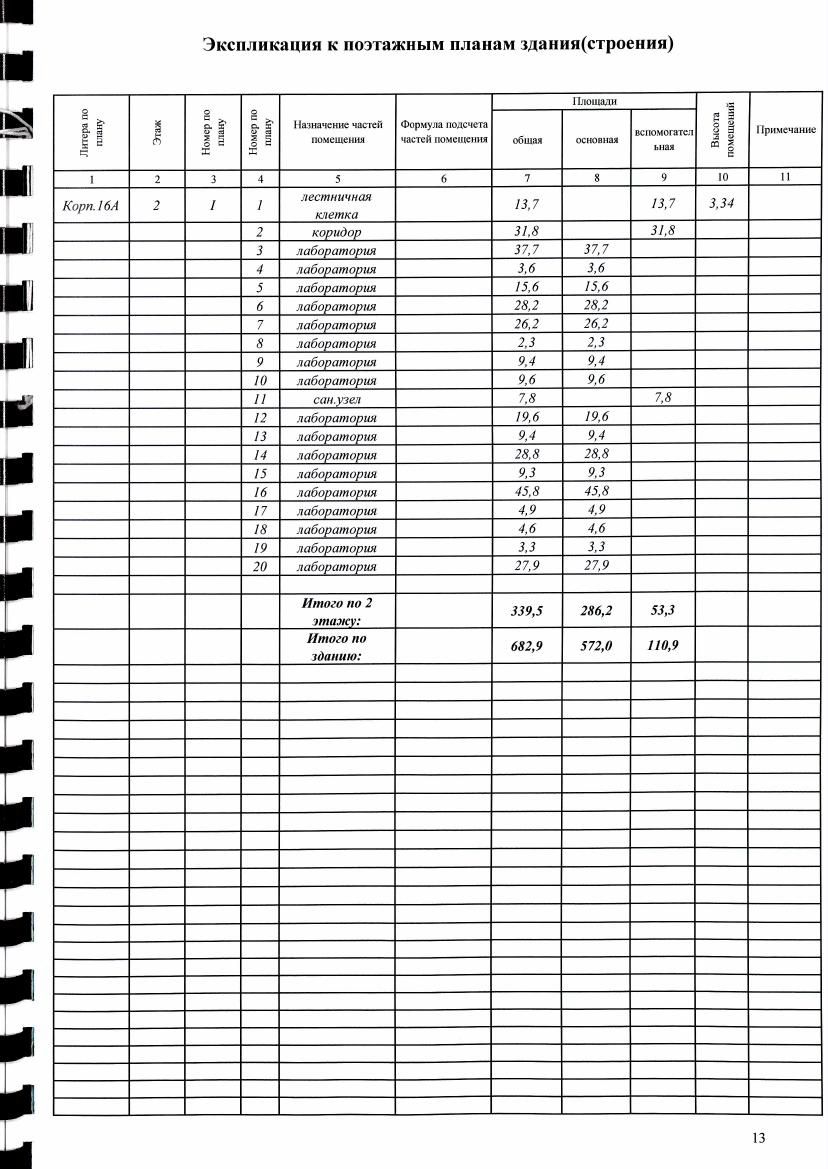 Экспликация к поэтажным планам здания(строения)
Литера по плану | Этаж | Номер по плану | Номер по плану | Назначение частей помещения | Формула подсчета частей помещения | Площади | Высота помещений | Примечание
общая | основная | вспомогател ьная
1 2 3 4 5 6 7 8 9 10 11
Корп.16А 2 I 1 лестничная клетка 13,7 13,7 3,34
2 коридор 31,8 31,8
3 лаборатория 37,7 37,7
4 лаборатория 3,6 3,6
5 лаборатория 15,6 15,6
6 лаборатория 28,2 28,2
7 лаборатория 26,2 26,2
8 лаборатория 2,3 2,3
9 лаборатория 9,4 9,4
10 лаборатория 9,6 9,6
11 сан.узел 7,8 7,8
12 лаборатория 19,6 19,6
13 лаборатория 9,4 9,4
14 лаборатория 28,8 28,8
15 лаборатория 9,3 9,3
16 лаборатория 45,8 45,8
17 лаборатория 4,9 4,9
18 лаборатория 4,6 4,6
19 лаборатория 3,3 3,3
20 лаборатория 27,9 27,9
Итого по 2 этажу: 339,5 286,2 53,3
Итого по зданию: 682,9 572,0 110,9
13